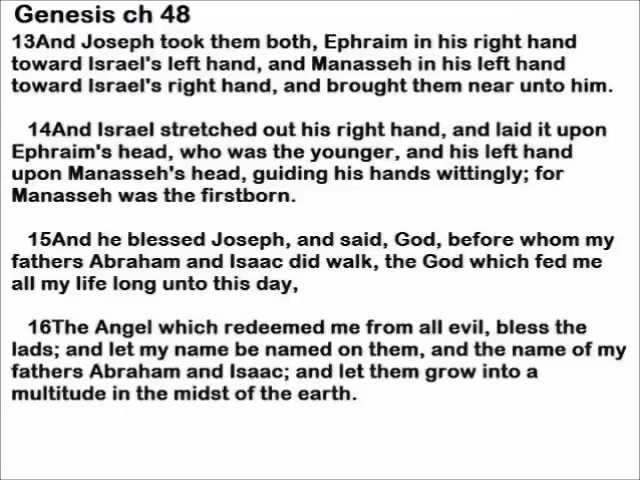 Genesis ch 48
13And Joseph took them both, Ephraim in his right hand
toward Israel's left hand, and Manasseh in his left hand
toward Israel's right hand, and brought them near unto him.
14And Israel stretched out his right hand, and laid it upon
Ephraim's head, who was the younger, and his left hand
upon Manasseh's head, guiding his hands wittingly; for
Manasseh was the firstborn.
15And he blessed Joseph, and said, God, before whom my
fathers Abraham and Isaac did walk, the God which fed me
all my life long unto this day,
16The Angel which redeemed me from all evil, bless the
lads; and let my name be named on them, and the name of my
fathers Abraham and Isaac; and let them grow into a
multitude in the midst of the earth.